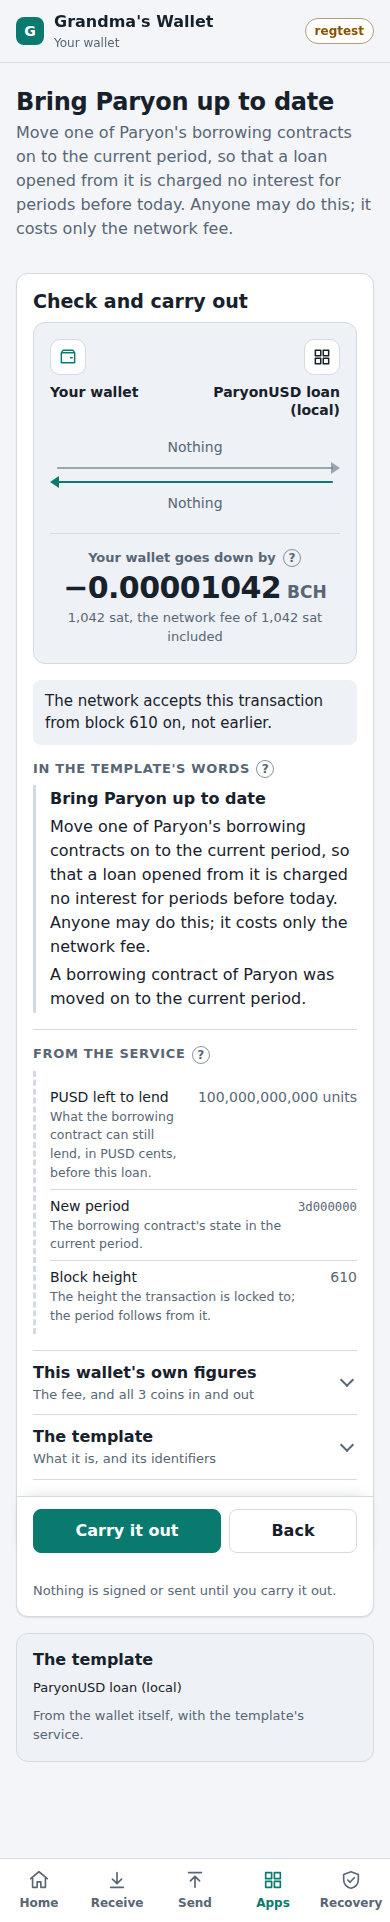 G
Grandma's Wallet
Your wallet
regtest
Bring Paryon up to date
Move one of Paryon's borrowing contracts
on to the current period, so that a loan
opened from it is charged no interest for
periods before today. Anyone may do this; it
costs only the network fee.
Check and carry out
Your wallet
ParyonUSD loan
(local)
Nothing
Nothing
Your wallet goes down by ?
−0.00001042 BCH
1,042 sat, the network fee of 1,042 sat
included
The network accepts this transaction
from block 610 on, not earlier.
IN THE TEMPLATE'S WORDS ?
Bring Paryon up to date
Move one of Paryon's borrowing
contracts on to the current period, so
that a loan opened from it is charged
no interest for periods before today.
Anyone may do this; it costs only the
network fee.
A borrowing contract of Paryon was
moved on to the current period.
FROM THE SERVICE ?
PUSD left to lend 100,000,000,000 units
What the borrowing
contract can still
lend, in PUSD cents,
before this loan.
New period 3d000000
The borrowing contract's state in the
current period.
Block height 610
The height the transaction is locked to;
the period follows from it.
This wallet's own figures
The fee, and all 3 coins in and out
The template
What it is, and its identifiers
Carry it out
Back
Nothing is signed or sent until you carry it out.
The template
ParyonUSD loan (local)
From the wallet itself, with the template's
service.
Home
Receive
Send
Apps
Recovery